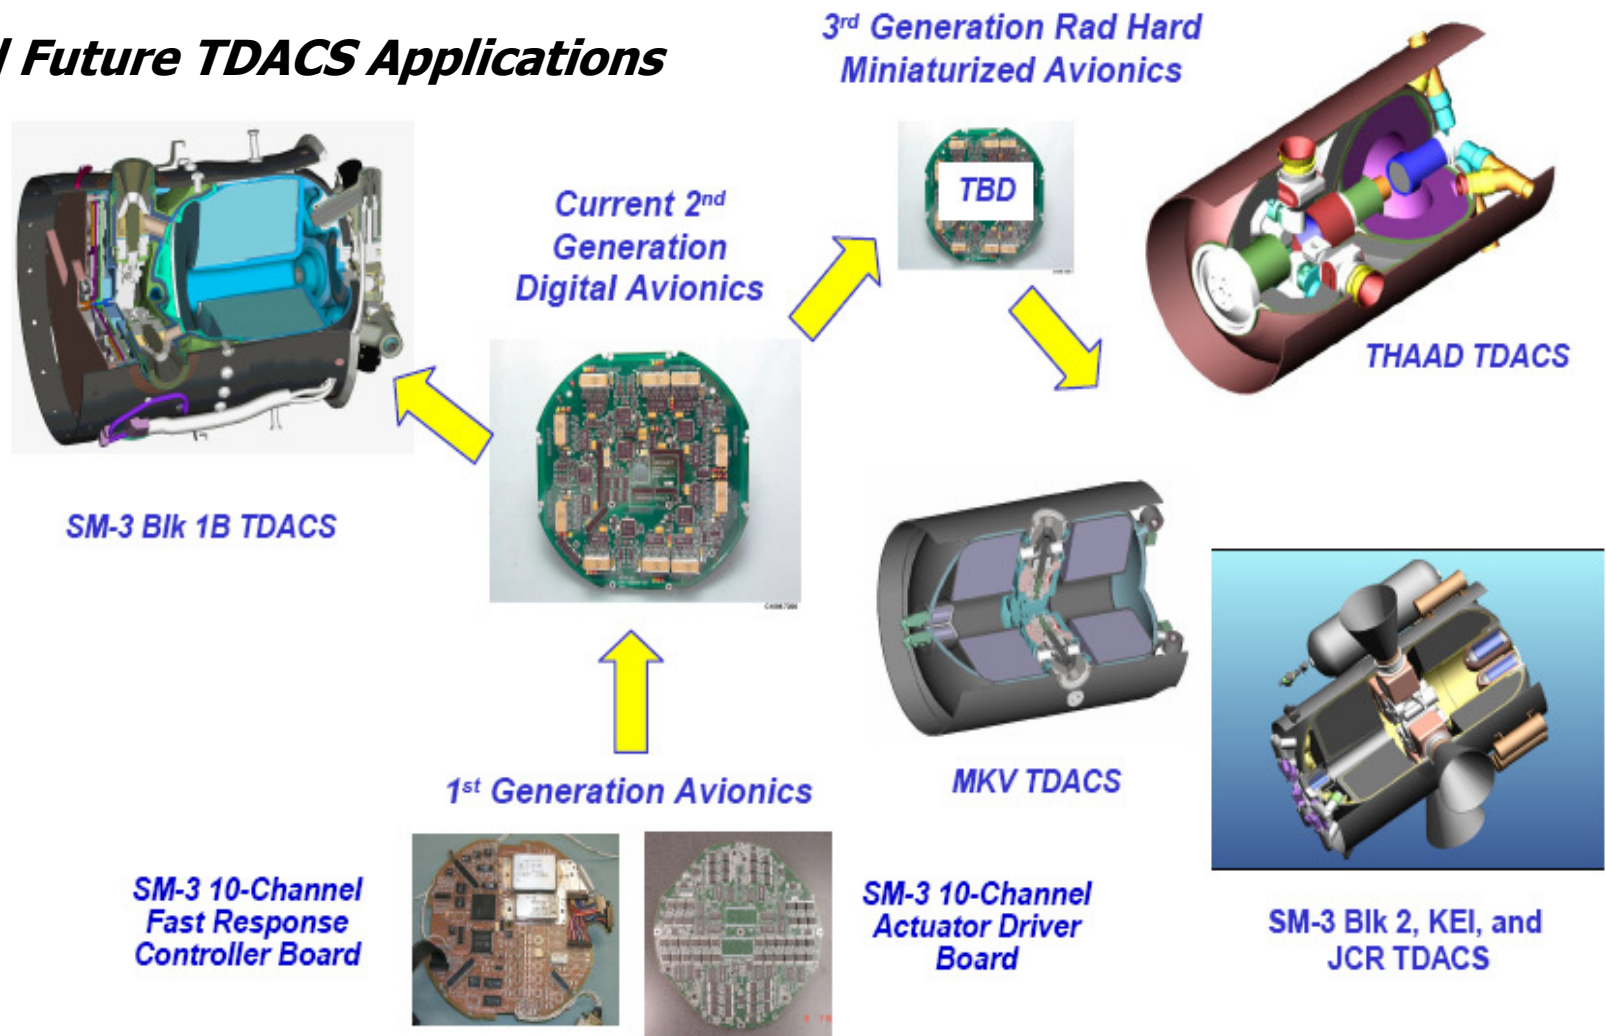 l Future TDACS Applications
3rd Generation Rad Hard
Miniaturized Avionics
TBD
Current 2nd
Generation
Digital Avionics
THAAD TDACS
SM-3 Blk 1B TDACS
MKV TDACS
1st Generation Avionics
SM-3 10-Channel
Fast Response
Controller Board
SM-3 10-Channel
Actuator Driver
Board
SM-3 Blk 2, KEI, and
JCR TDACS